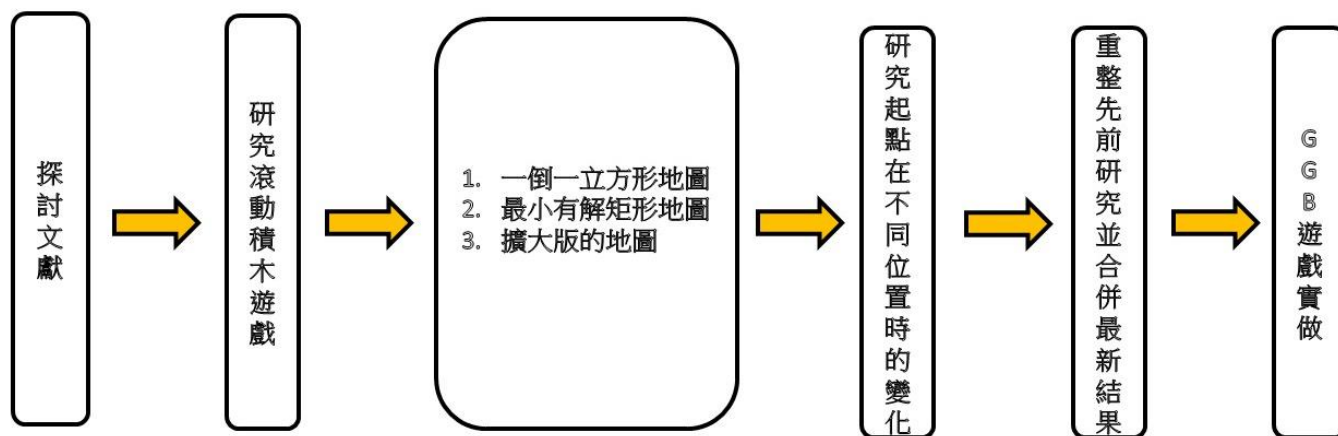 探討文獻
研究滾動積木遊戲
1. 一倒一立方形地圖
2. 最小有解矩形地圖
3. 擴大版的地圖
研究起點在不同位置時的變化
重整先前研究並合併最新結果
GGB遊戲實做